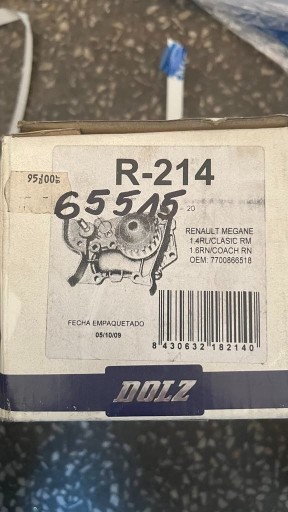 R-214
95,00
65515
20
RENAULT MEGANE
1.4RL/CLASIC RM
1.6RN/COACH RN
OEM: 7700866518
FECHA EMPAQUETADO
05/10/09
8 430632 182140
DOLZ